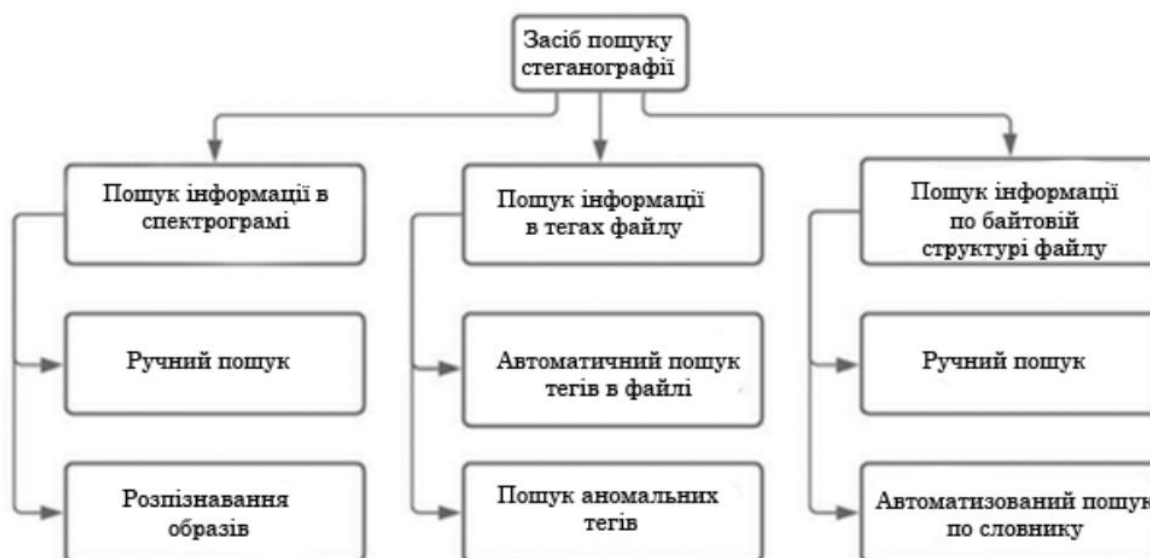 Засіб пошуку
стеганографії
Пошук інформації в
спектрограмі
Пошук інформації
в тегах файлу
Пошук інформації
по байтовій
структурі файлу
Ручний пошук
Автоматичний пошук
тегів в файлі
Ручний пошук
Розпізнавання
образів
Пошук аномальних
тегів
Автоматизований пошук
по словнику